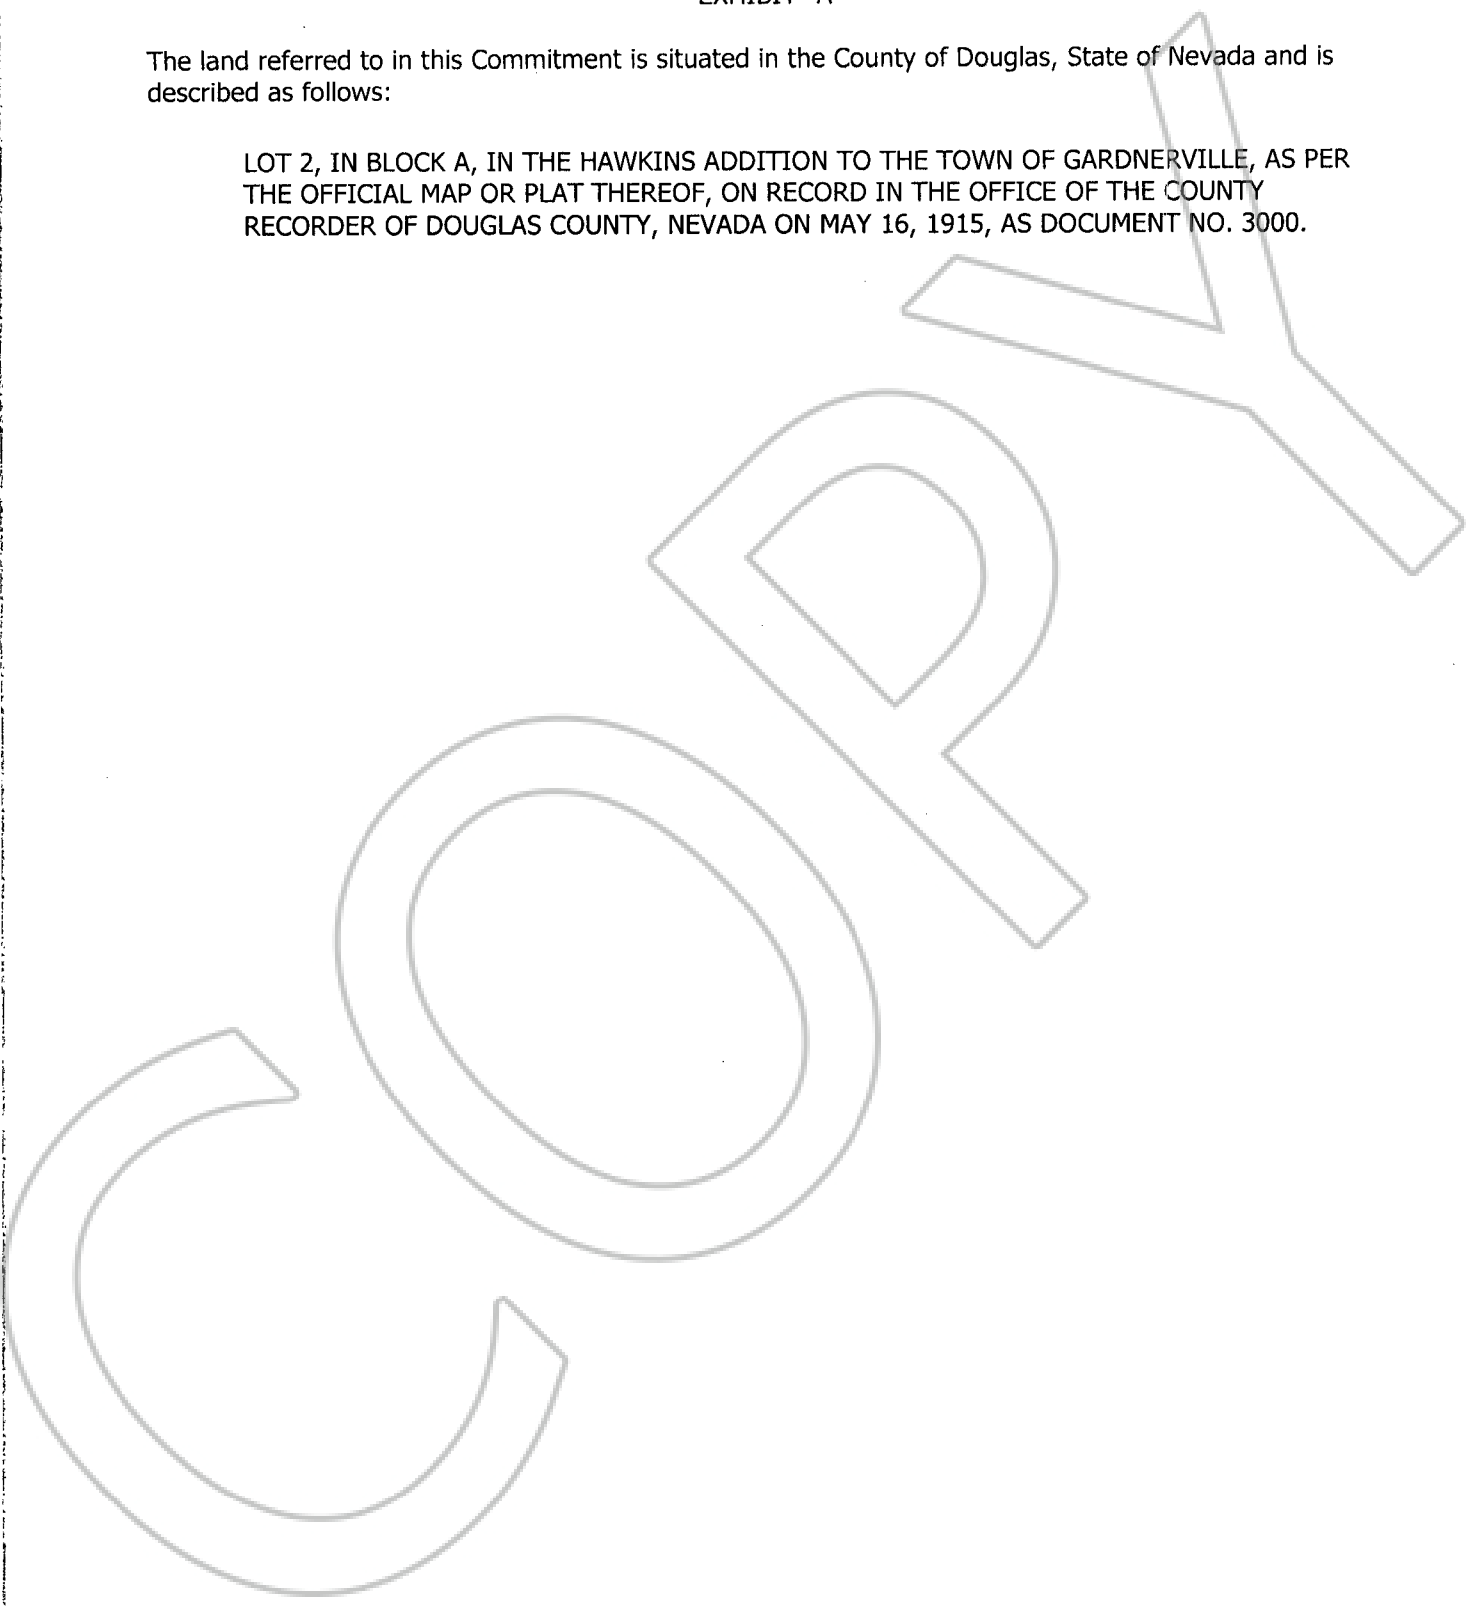 EXHIBIT "A"
The land referred to in this Commitment is situated in the County of Douglas, State of Nevada and is
described as follows:
LOT 2, IN BLOCK A, IN THE HAWKINS ADDITION TO THE TOWN OF GARDNERVILLE, AS PER
THE OFFICIAL MAP OR PLAT THEREOF, ON RECORD IN THE OFFICE OF THE COUNTY
RECORDER OF DOUGLAS COUNTY, NEVADA ON MAY 16, 1915, AS DOCUMENT NO. 3000.
COPY